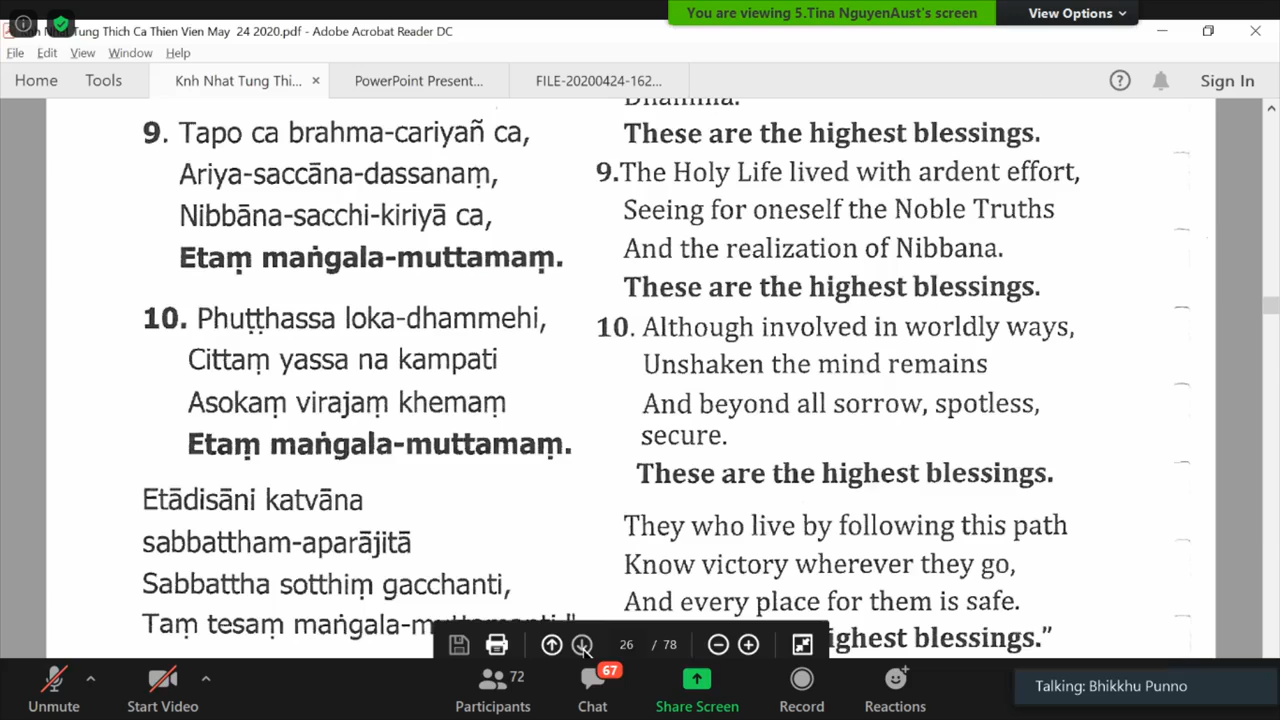 You are viewing 5.Tina NguyenAust's screen
View Options
Tung Thich Ca Thien Vien May 24 2020.pdf - Adobe Acrobat Reader DC
File Edit View Window Help
Home Tools Knh Nhat Tung Thi... × PowerPoint Present... FILE-20200424-162... Sign In
9. Tapo ca brahma-cariyañ ca,
Ariya-saccāna-dassanaṃ,
Nibbāna-sacchi-kiriyā ca,
Etaṃ maṅgala-muttamaṃ.
10. Phuṭṭhassa loka-dhammehi,
Cittaṃ yassa na kampati
Asokaṃ virajaṃ khemaṃ
Etaṃ maṅgala-muttamaṃ.
Etādisāni katvāna
sabbattham-aparājitā
Sabbattha sotthiṃ gacchanti,
Taṃ tesaṃ maṅgala-muttamanti."
Dhamma.
These are the highest blessings.
9.The Holy Life lived with ardent effort,
Seeing for oneself the Noble Truths
And the realization of Nibbana.
These are the highest blessings.
10. Although involved in worldly ways,
Unshaken the mind remains
And beyond all sorrow, spotless,
secure.
These are the highest blessings.
They who live by following this path
Know victory wherever they go,
And every place for them is safe.
ighest blessings."
26 / 78
Unmute
Start Video
Participants 72
Chat 67
Share Screen
Record
Reactions
Talking: Bhikkhu Punno